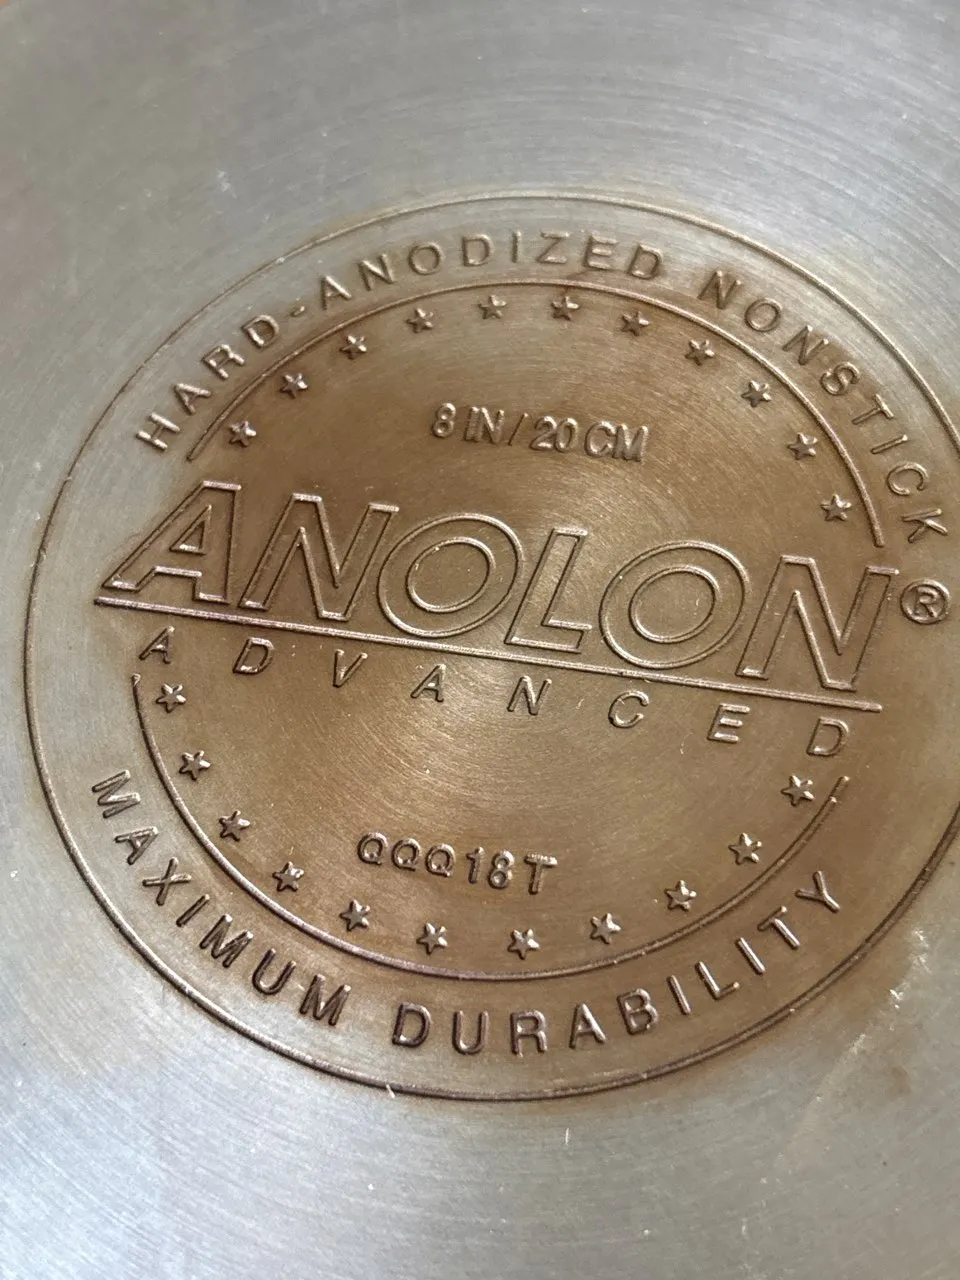 HARD-ANODIZED NONSTICK
8 IN / 20 CM
ANOLON®
ADVANCED
QQQ18T
MAXIMUM DURABILITY